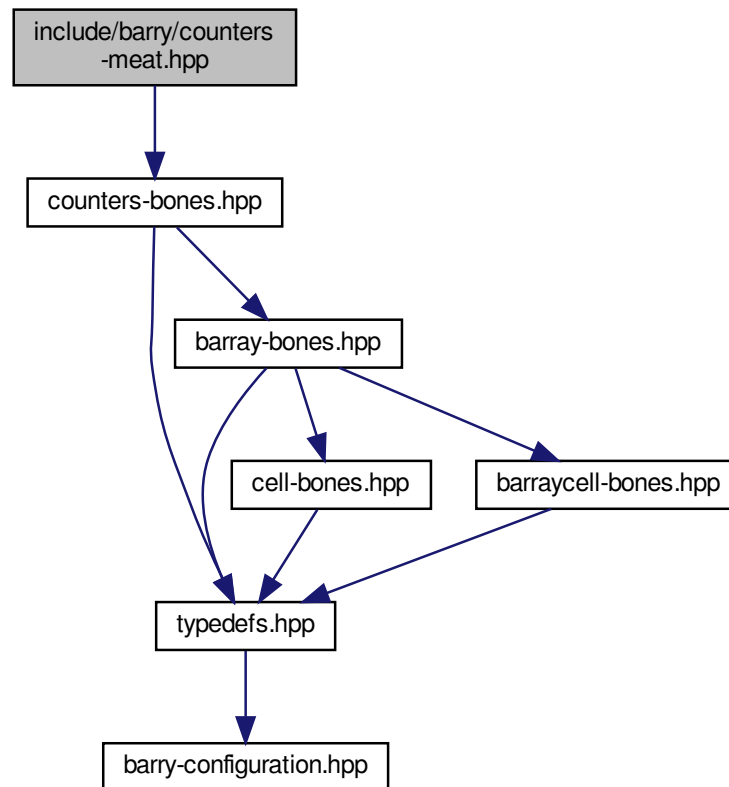 include/barry/counters
-meat.hpp
counters-bones.hpp
barray-bones.hpp
cell-bones.hpp
barraycell-bones.hpp
typedefs.hpp
barry-configuration.hpp